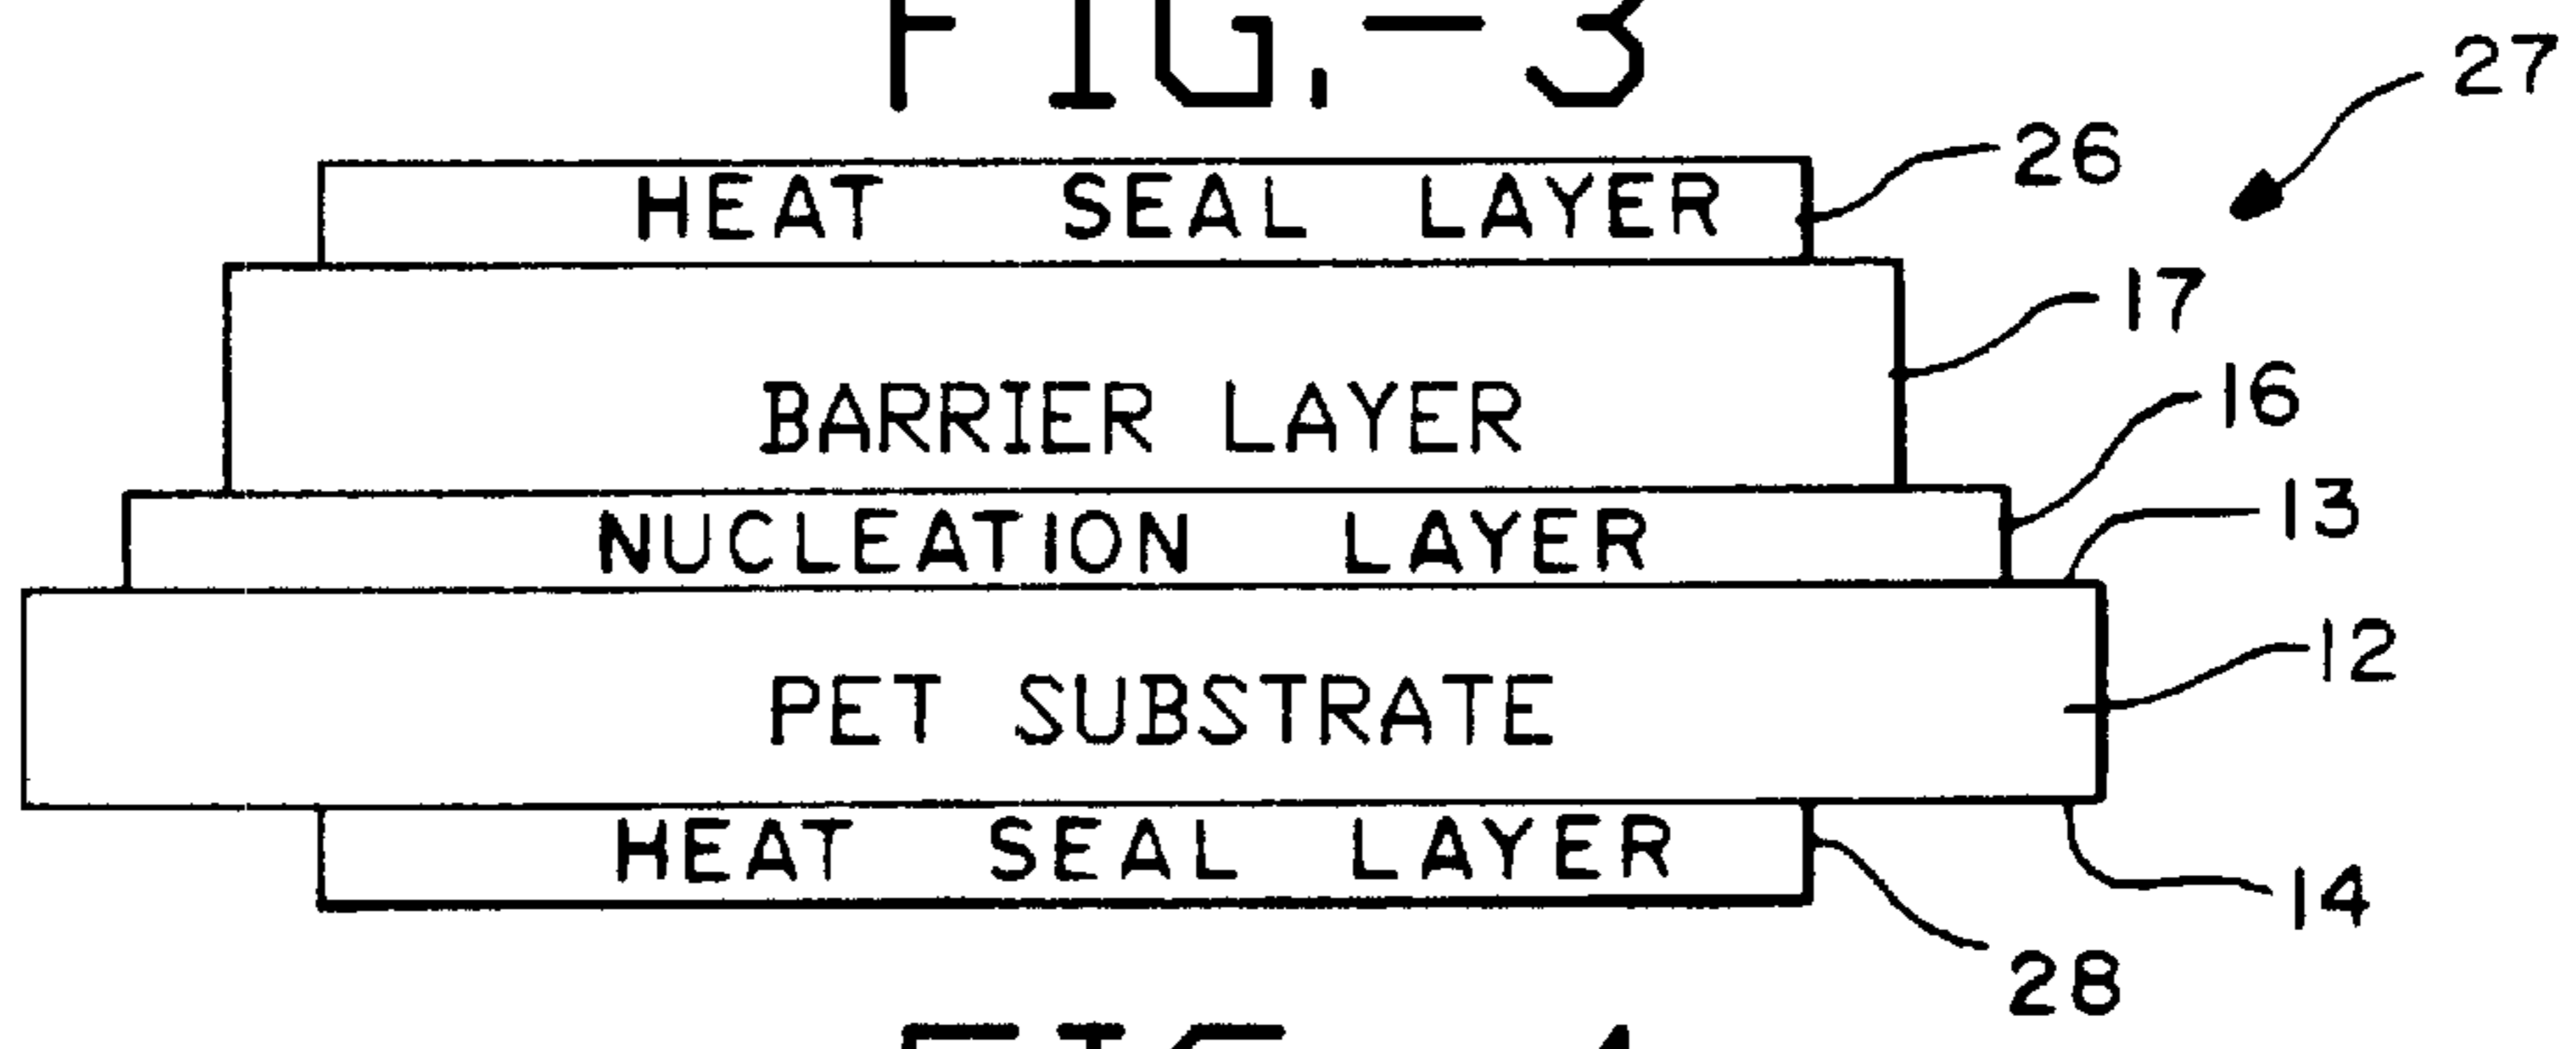 FIG.-3
27
26
HEAT SEAL LAYER
17
BARRIER LAYER
16
NUCLEATION LAYER
13
12
PET SUBSTRATE
HEAT SEAL LAYER
14
28